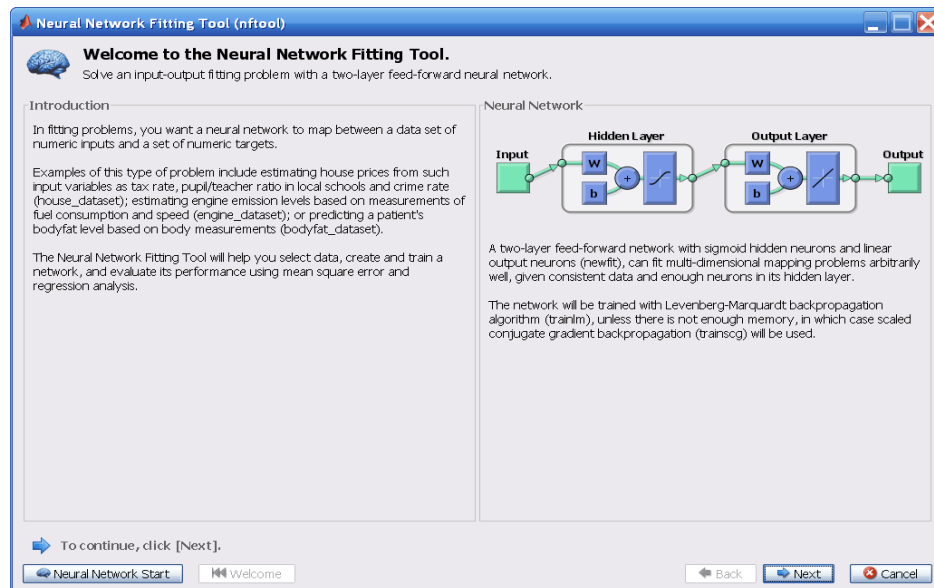 Neural Network Fitting Tool (nftool)
Welcome to the Neural Network Fitting Tool.
Solve an input-output fitting problem with a two-layer feed-forward neural network.
Introduction
In fitting problems, you want a neural network to map between a data set of
numeric inputs and a set of numeric targets.
Examples of this type of problem include estimating house prices from such
input variables as tax rate, pupil/teacher ratio in local schools and crime rate
(house_dataset); estimating engine emission levels based on measurements of
fuel consumption and speed (engine_dataset); or predicting a patient's
bodyfat level based on body measurements (bodyfat_dataset).
The Neural Network Fitting Tool will help you select data, create and train a
network, and evaluate its performance using mean square error and
regression analysis.
Neural Network
Hidden Layer
Output Layer
Input
Output
W
b
+
W
b
+
A two-layer feed-forward network with sigmoid hidden neurons and linear
output neurons (newfit), can fit multi-dimensional mapping problems arbitrarily
well, given consistent data and enough neurons in its hidden layer.
The network will be trained with Levenberg-Marquardt backpropagation
algorithm (trainlm), unless there is not enough memory, in which case scaled
conjugate gradient backpropagation (trainscg) will be used.
To continue, click [Next].
Neural Network Start
Welcome
Back
Next
Cancel